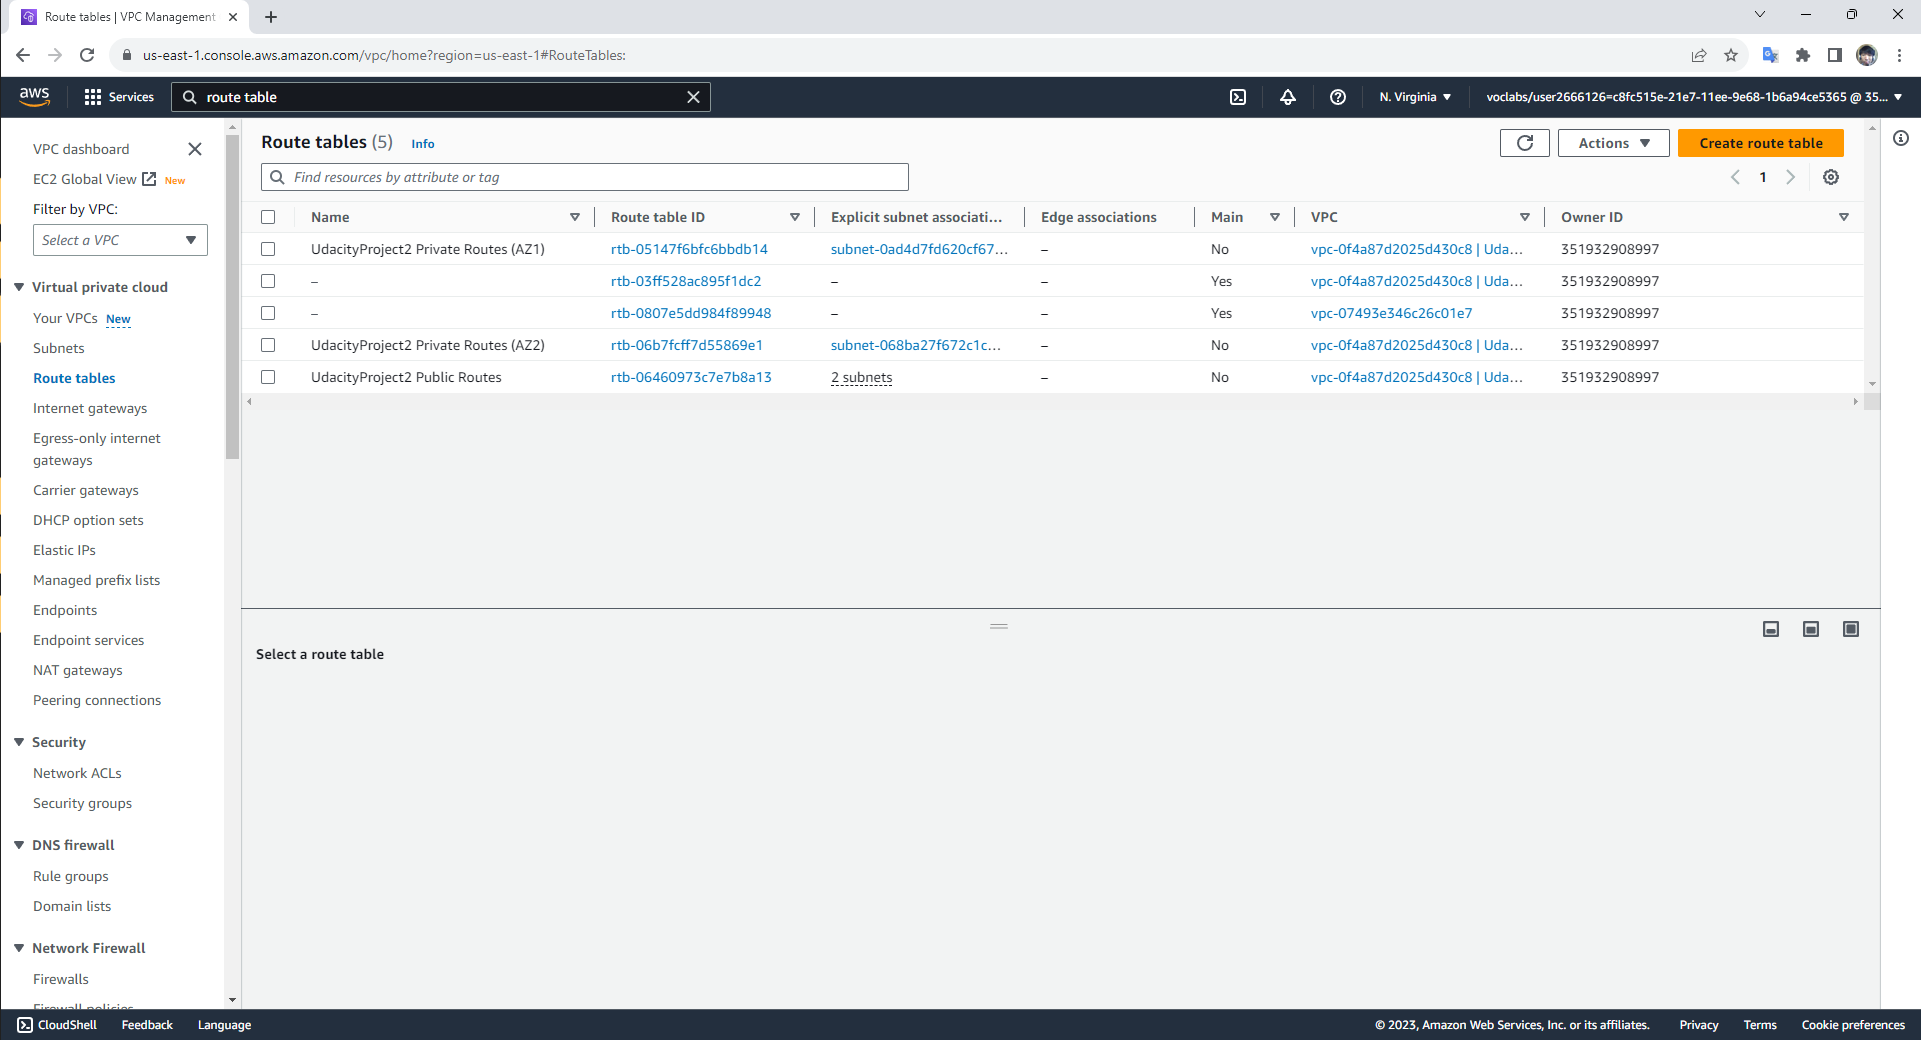 Route tables | VPC Management
us-east-1.console.aws.amazon.com/vpc/home?region=us-east-1#RouteTables:
aws
Services
route table
N. Virginia
voclabs/user2666126=c8fc515e-21e7-11ee-9e68-1b6a94ce5365 @ 35...
VPC dashboard
EC2 Global View New
Filter by VPC:
Select a VPC
Virtual private cloud
Your VPCs New
Subnets
Route tables
Internet gateways
Egress-only internet
gateways
Carrier gateways
DHCP option sets
Elastic IPs
Managed prefix lists
Endpoints
Endpoint services
NAT gateways
Peering connections
Security
Network ACLs
Security groups
DNS firewall
Rule groups
Domain lists
Network Firewall
Firewalls
Firewall policies
Route tables (5) Info
Actions
Create route table
Find resources by attribute or tag
1
Name Route table ID Explicit subnet associati... Edge associations Main VPC Owner ID
UdacityProject2 Private Routes (AZ1) rtb-05147f6bfc6bbdb14 subnet-0ad4d7fd620cf67... – No vpc-0f4a87d2025d430c8 | Uda... 351932908997
– rtb-03ff528ac895f1dc2 – – Yes vpc-0f4a87d2025d430c8 | Uda... 351932908997
– rtb-0807e5dd984f89948 – – Yes vpc-07493e346c26c01e7 351932908997
UdacityProject2 Private Routes (AZ2) rtb-06b7fcff7d55869e1 subnet-068ba27f672c1c... – No vpc-0f4a87d2025d430c8 | Uda... 351932908997
UdacityProject2 Public Routes rtb-06460973c7e7b8a13 2 subnets – No vpc-0f4a87d2025d430c8 | Uda... 351932908997
Select a route table
CloudShell Feedback Language
© 2023, Amazon Web Services, Inc. or its affiliates. Privacy Terms Cookie preferences